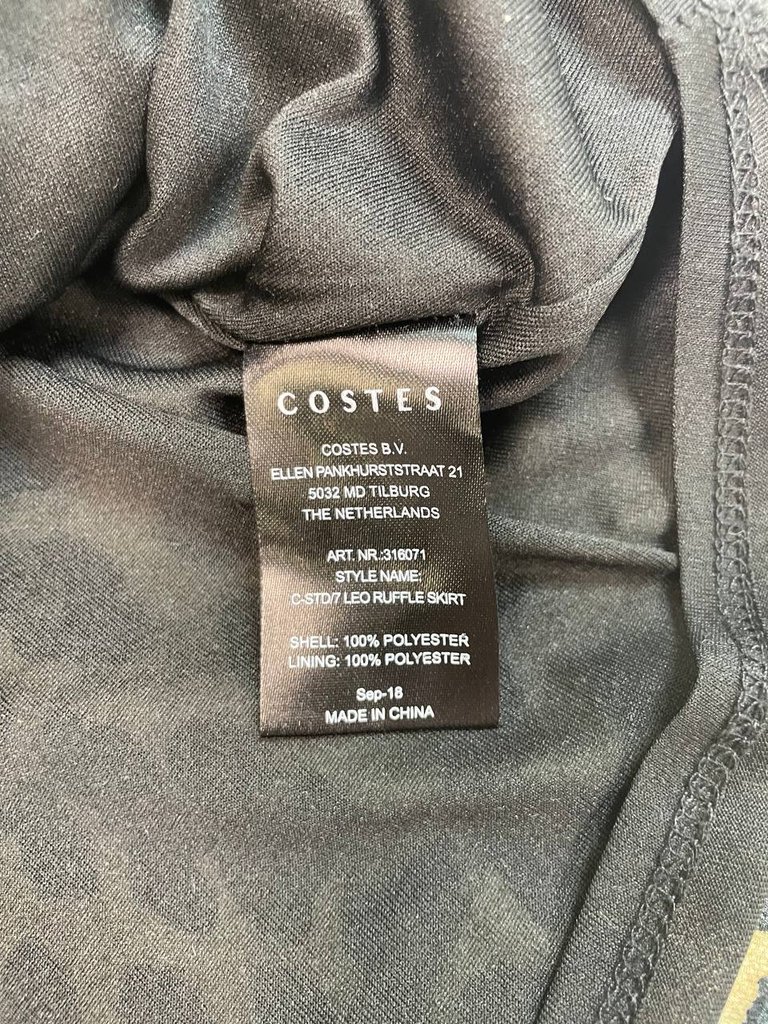 COSTES
COSTES B.V.
ELLEN PANKHURSTSTRAAT 21
5032 MD TILBURG
THE NETHERLANDS
ART. NR.:316071
STYLE NAME:
C-STD/7 LEO RUFFLE SKIRT
SHELL: 100% POLYESTER
LINING: 100% POLYESTER
Sep-18
MADE IN CHINA